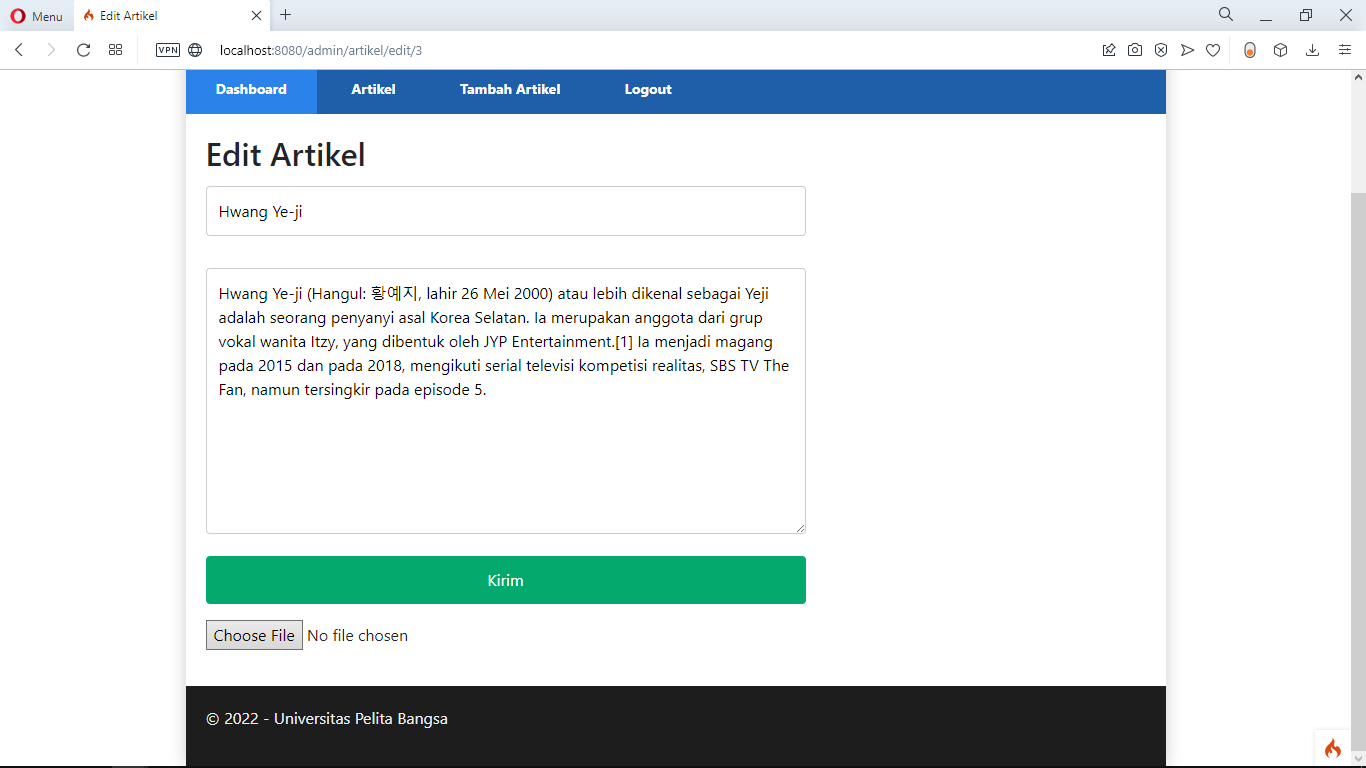 Menu
Edit Artikel
VPN
localhost:8080/admin/artikel/edit/3
Dashboard Artikel Tambah Artikel Logout
Edit Artikel
Hwang Ye-ji
Hwang Ye-ji (Hangul: 황예지, lahir 26 Mei 2000) atau lebih dikenal sebagai Yeji
adalah seorang penyanyi asal Korea Selatan. Ia merupakan anggota dari grup
vokal wanita Itzy, yang dibentuk oleh JYP Entertainment.[1] Ia menjadi magang
pada 2015 dan pada 2018, mengikuti serial televisi kompetisi realitas, SBS TV The
Fan, namun tersingkir pada episode 5.
Kirim
Choose File No file chosen
© 2022 - Universitas Pelita Bangsa